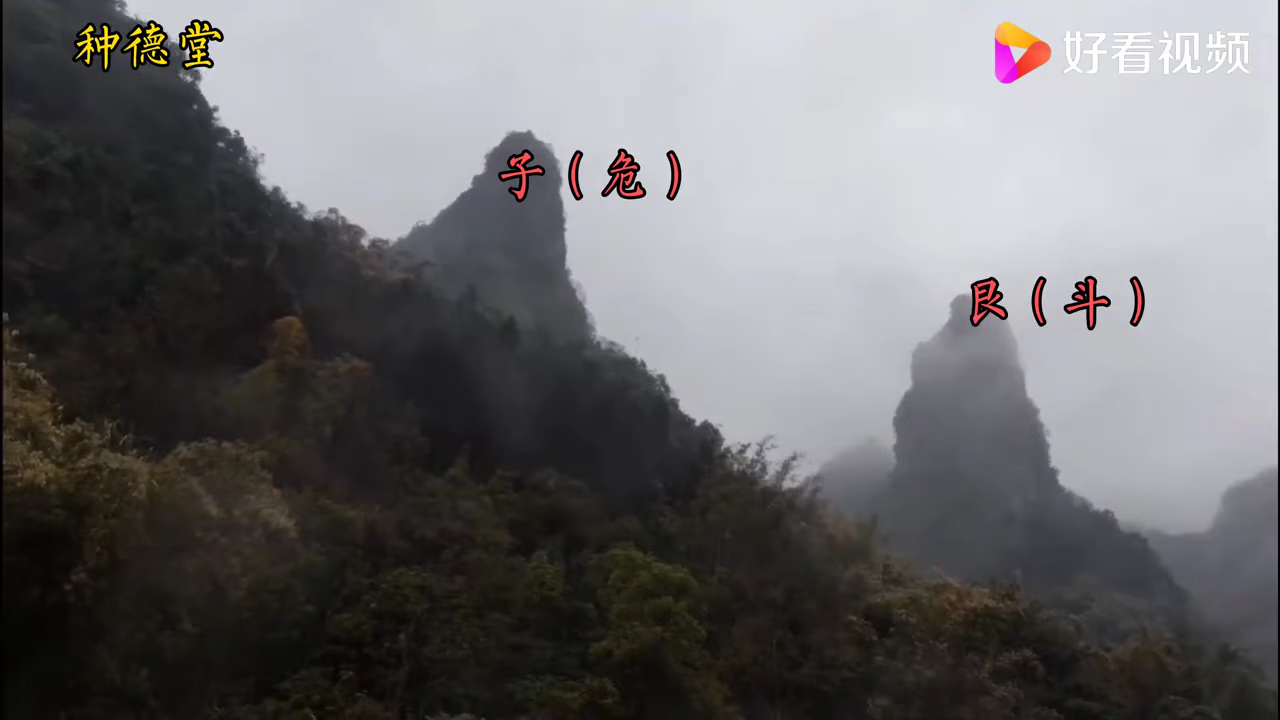 种德堂
好看视频
子（危）
艮（斗）